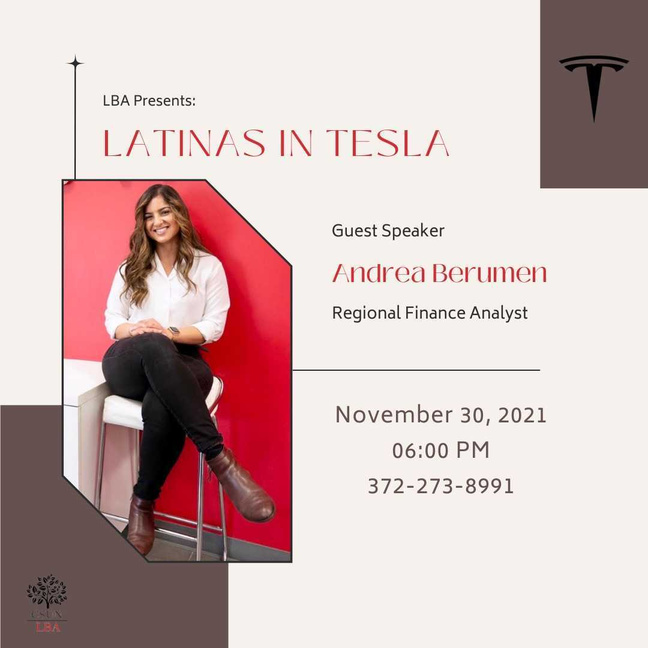 LBA Presents:
LATINAS IN TESLA
Guest Speaker
Andrea Berumen
Regional Finance Analyst
November 30, 2021
06:00 PM
372-273-8991
LBA